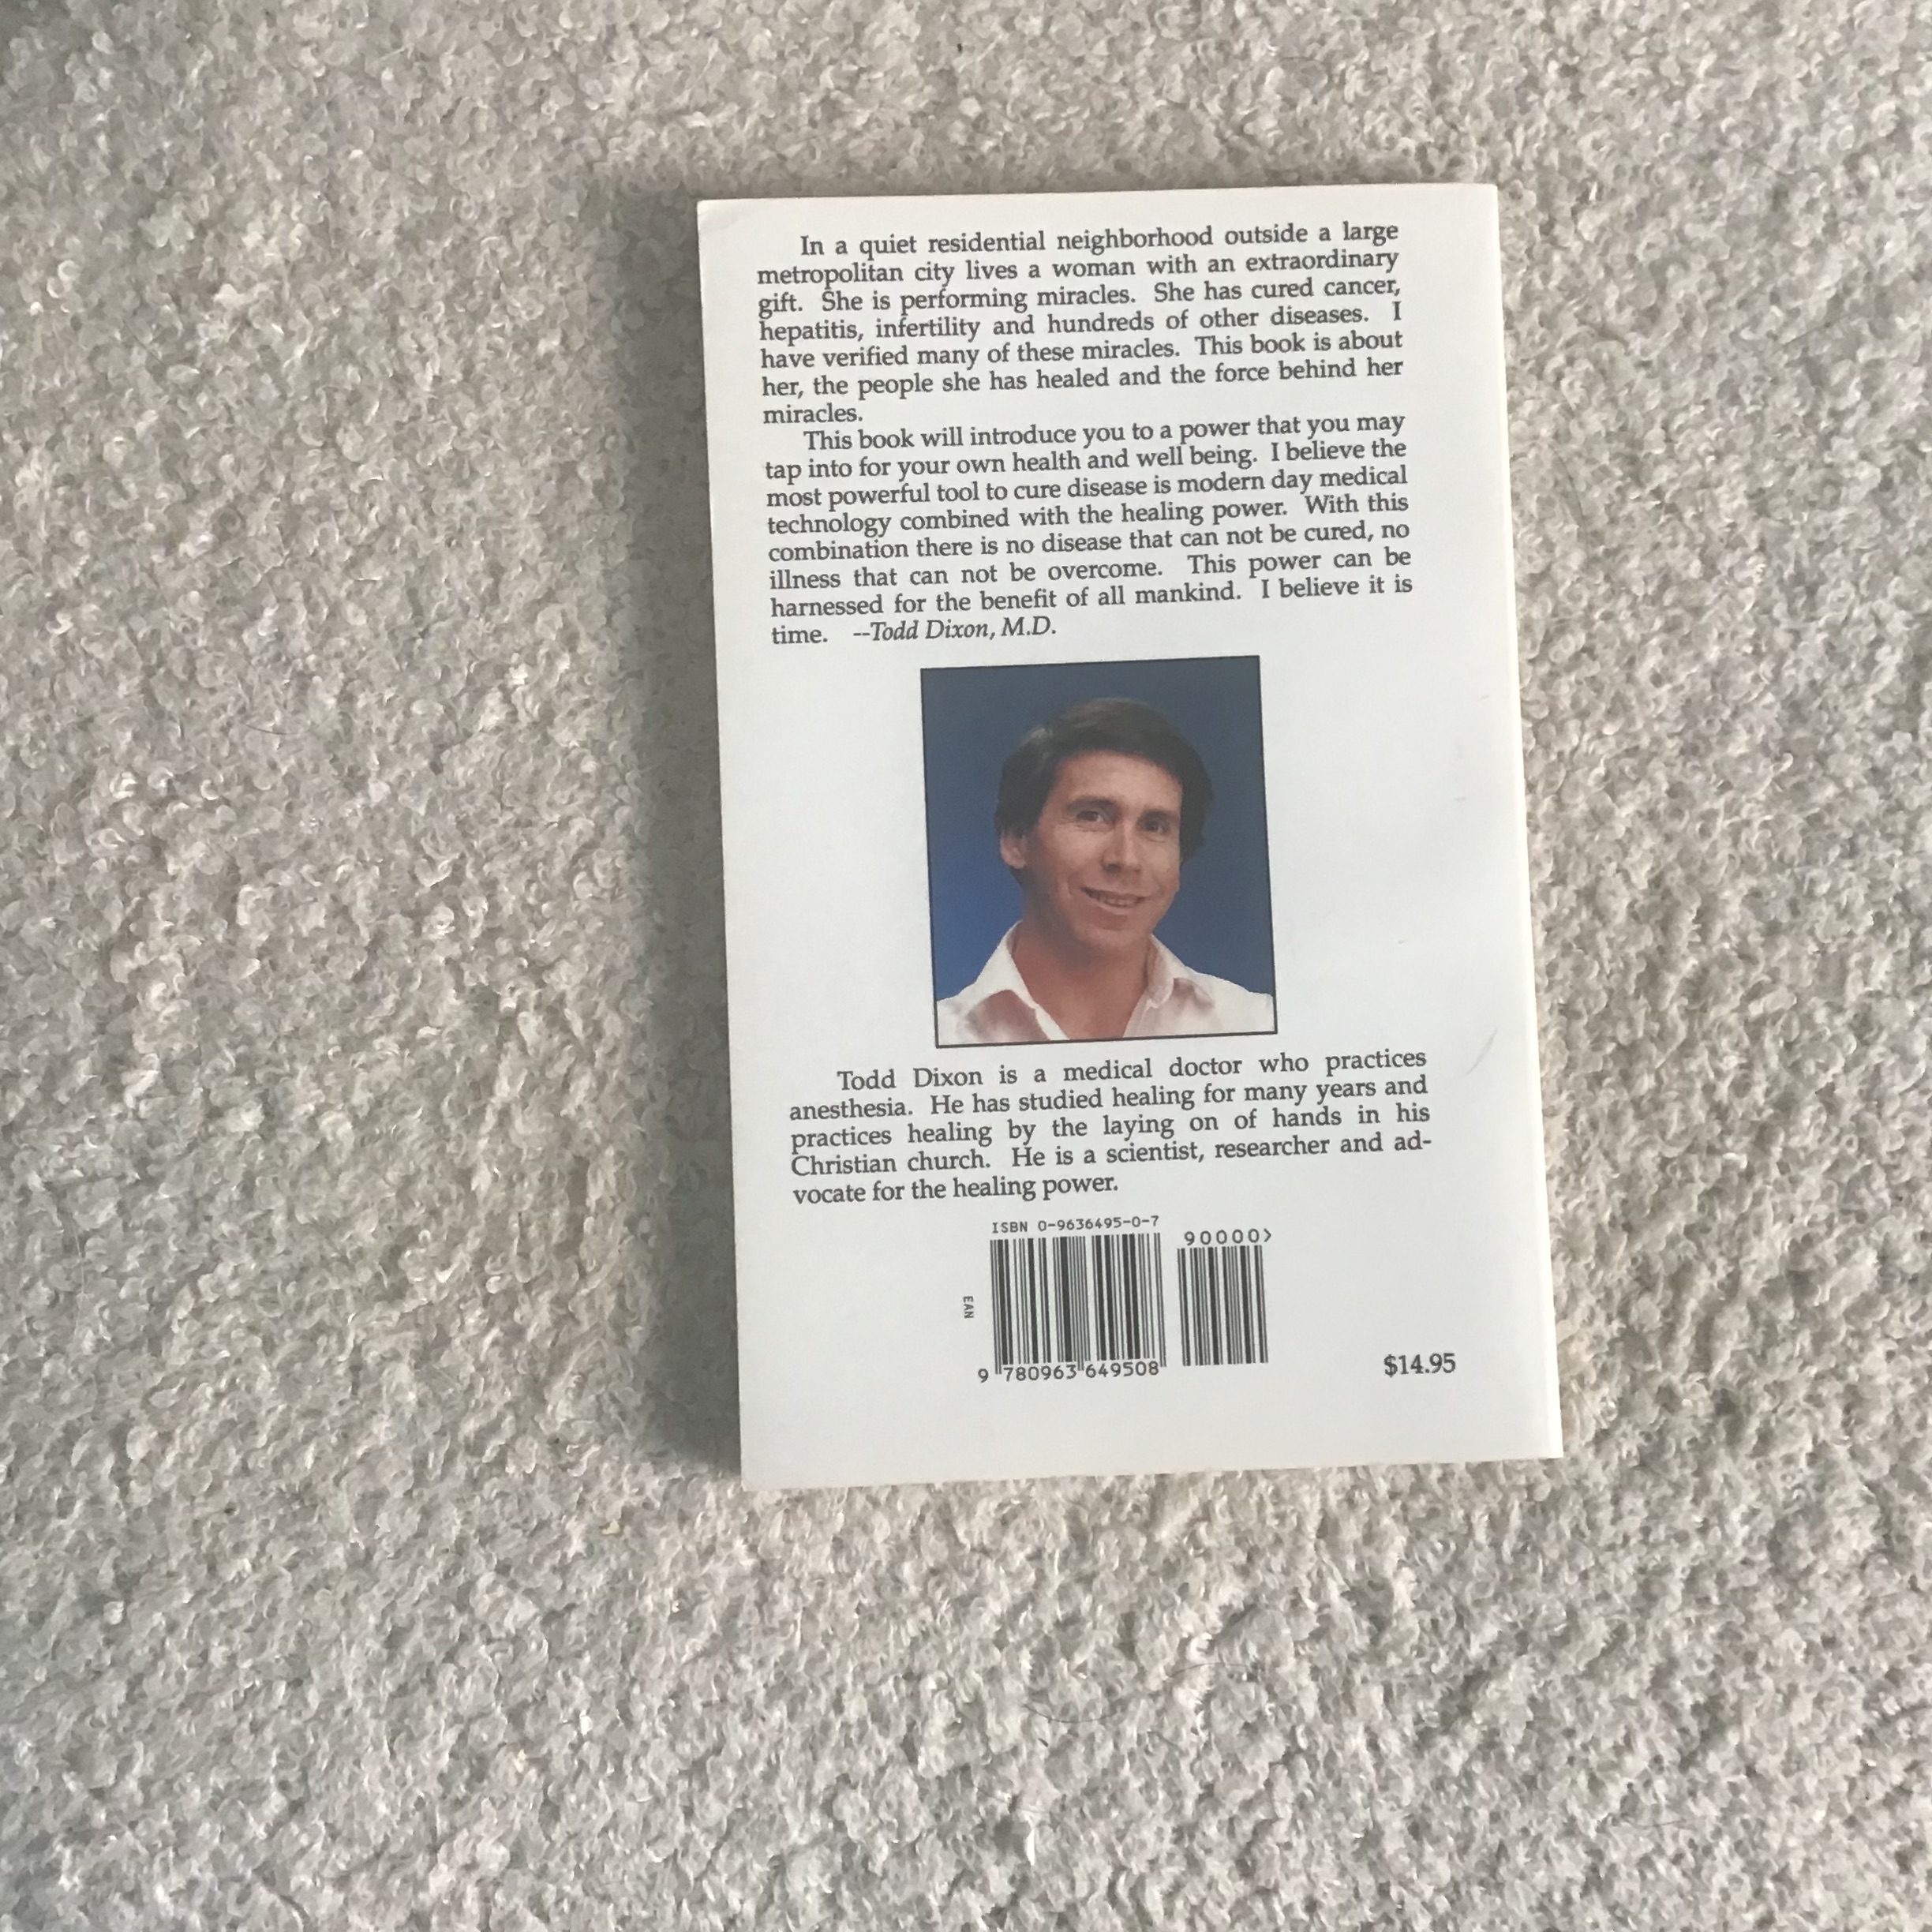 In a quiet residential neighborhood outside a large
metropolitan city lives a woman with an extraordinary
gift. She is performing miracles. She has cured cancer,
hepatitis, infertility and hundreds of other diseases. I
have verified many of these miracles. This book is about
her, the people she has healed and the force behind her
miracles.
This book will introduce you to a power that you may
tap into for your own health and well being. I believe the
most powerful tool to cure disease is modern day medical
technology combined with the healing power. With this
combination there is no disease that can not be cured, no
illness that can not be overcome. This power can be
harnessed for the benefit of all mankind. I believe it is
time. --Todd Dixon, M.D.
Todd Dixon is a medical doctor who practices
anesthesia. He has studied healing for many years and
practices healing by the laying on of hands in his
Christian church. He is a scientist, researcher and ad-
vocate for the healing power.
ISBN 0-9636495-0-7
90000>
EAN
9 780963 649508
$14.95